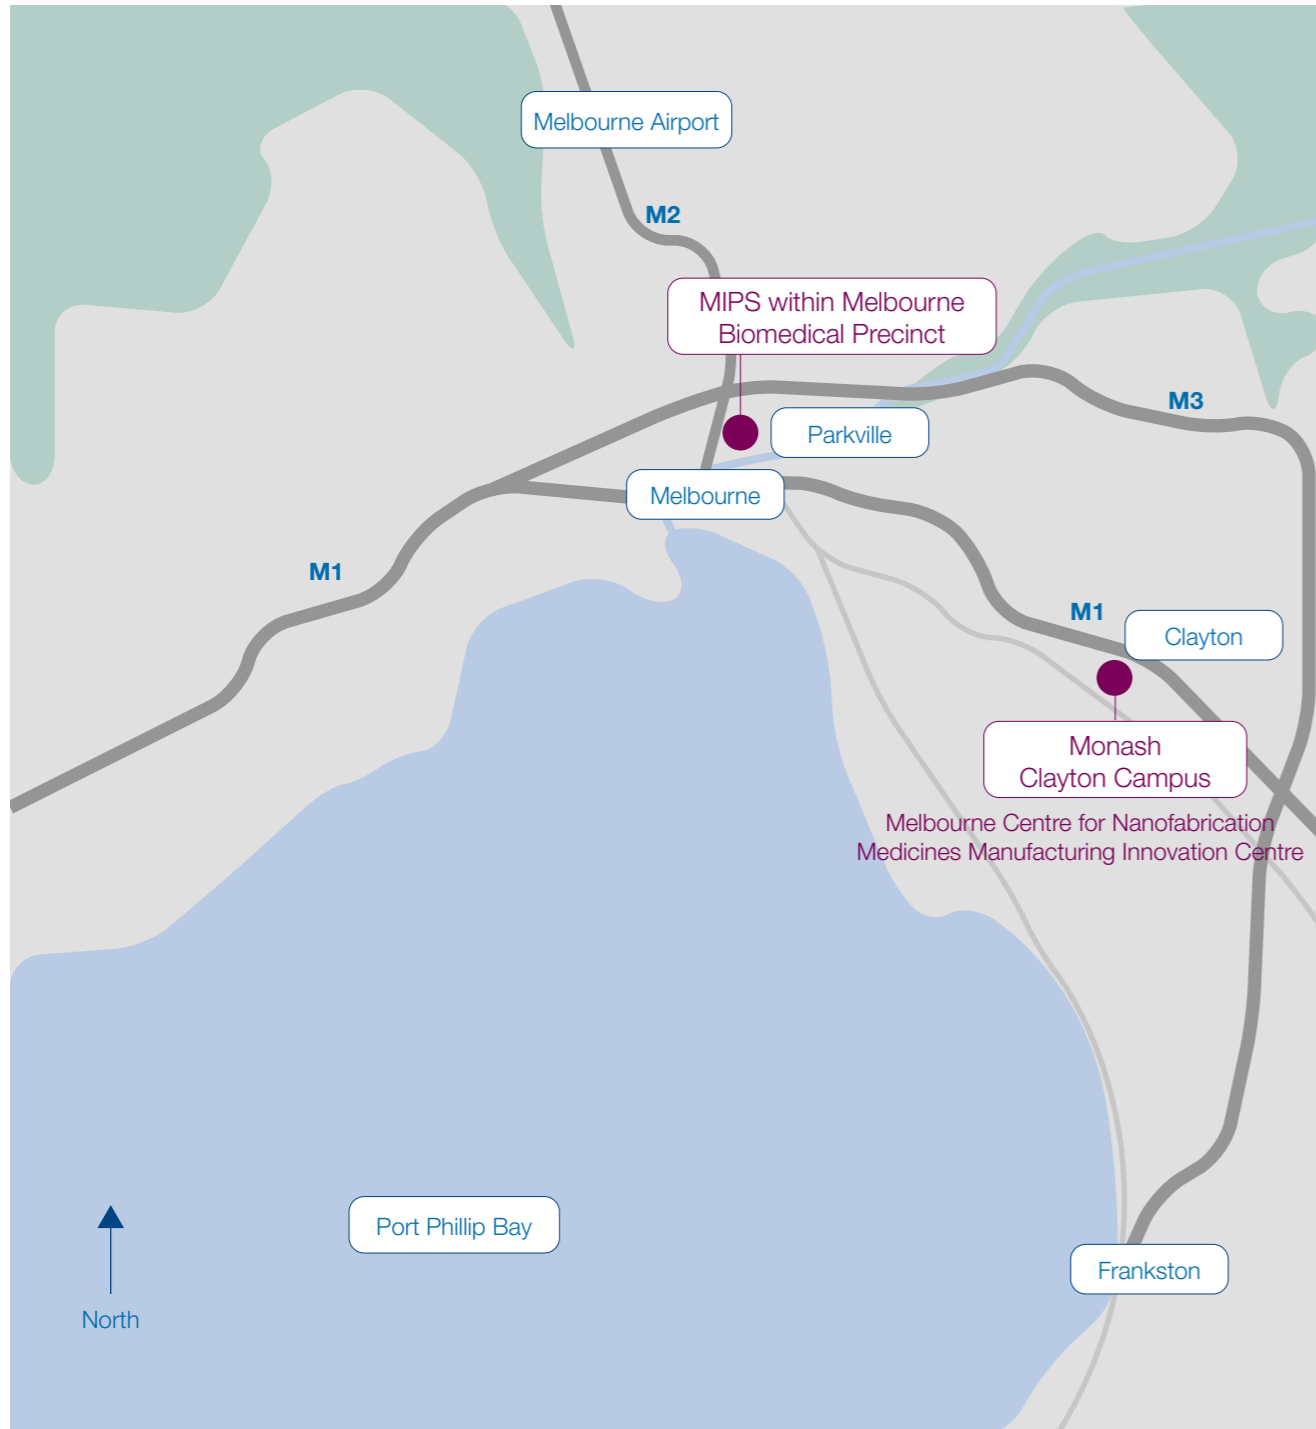 Melbourne Airport
M2
MIPS within Melbourne
Biomedical Precinct
M3
Parkville
Melbourne
M1
M1
Clayton
Monash
Clayton Campus
Melbourne Centre for Nanofabrication
Medicines Manufacturing Innovation Centre
Port Phillip Bay
Frankston
North